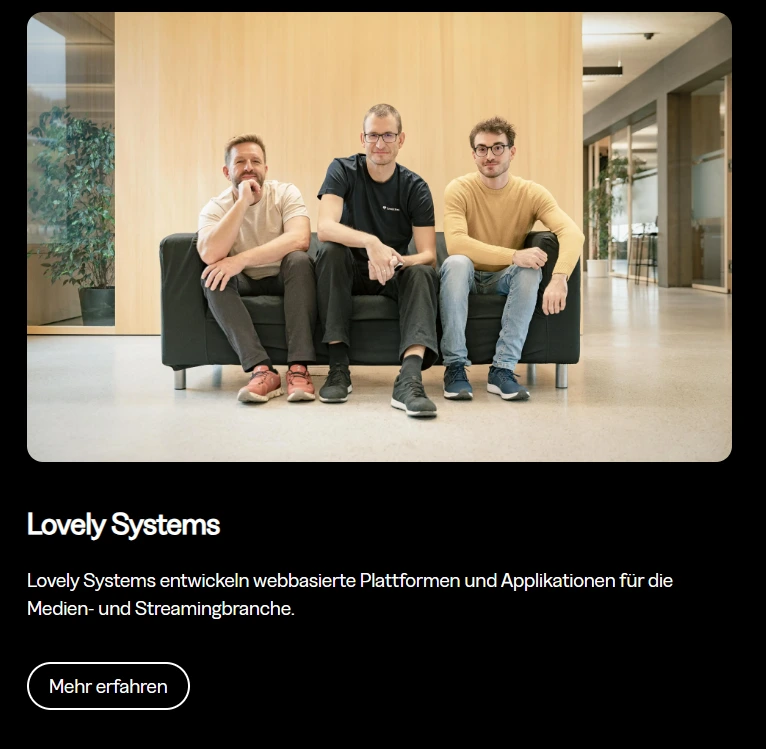 Lovely Systems
Lovely Systems entwickeln webbasierte Plattformen und Applikationen für die
Medien- und Streamingbranche.
Mehr erfahren